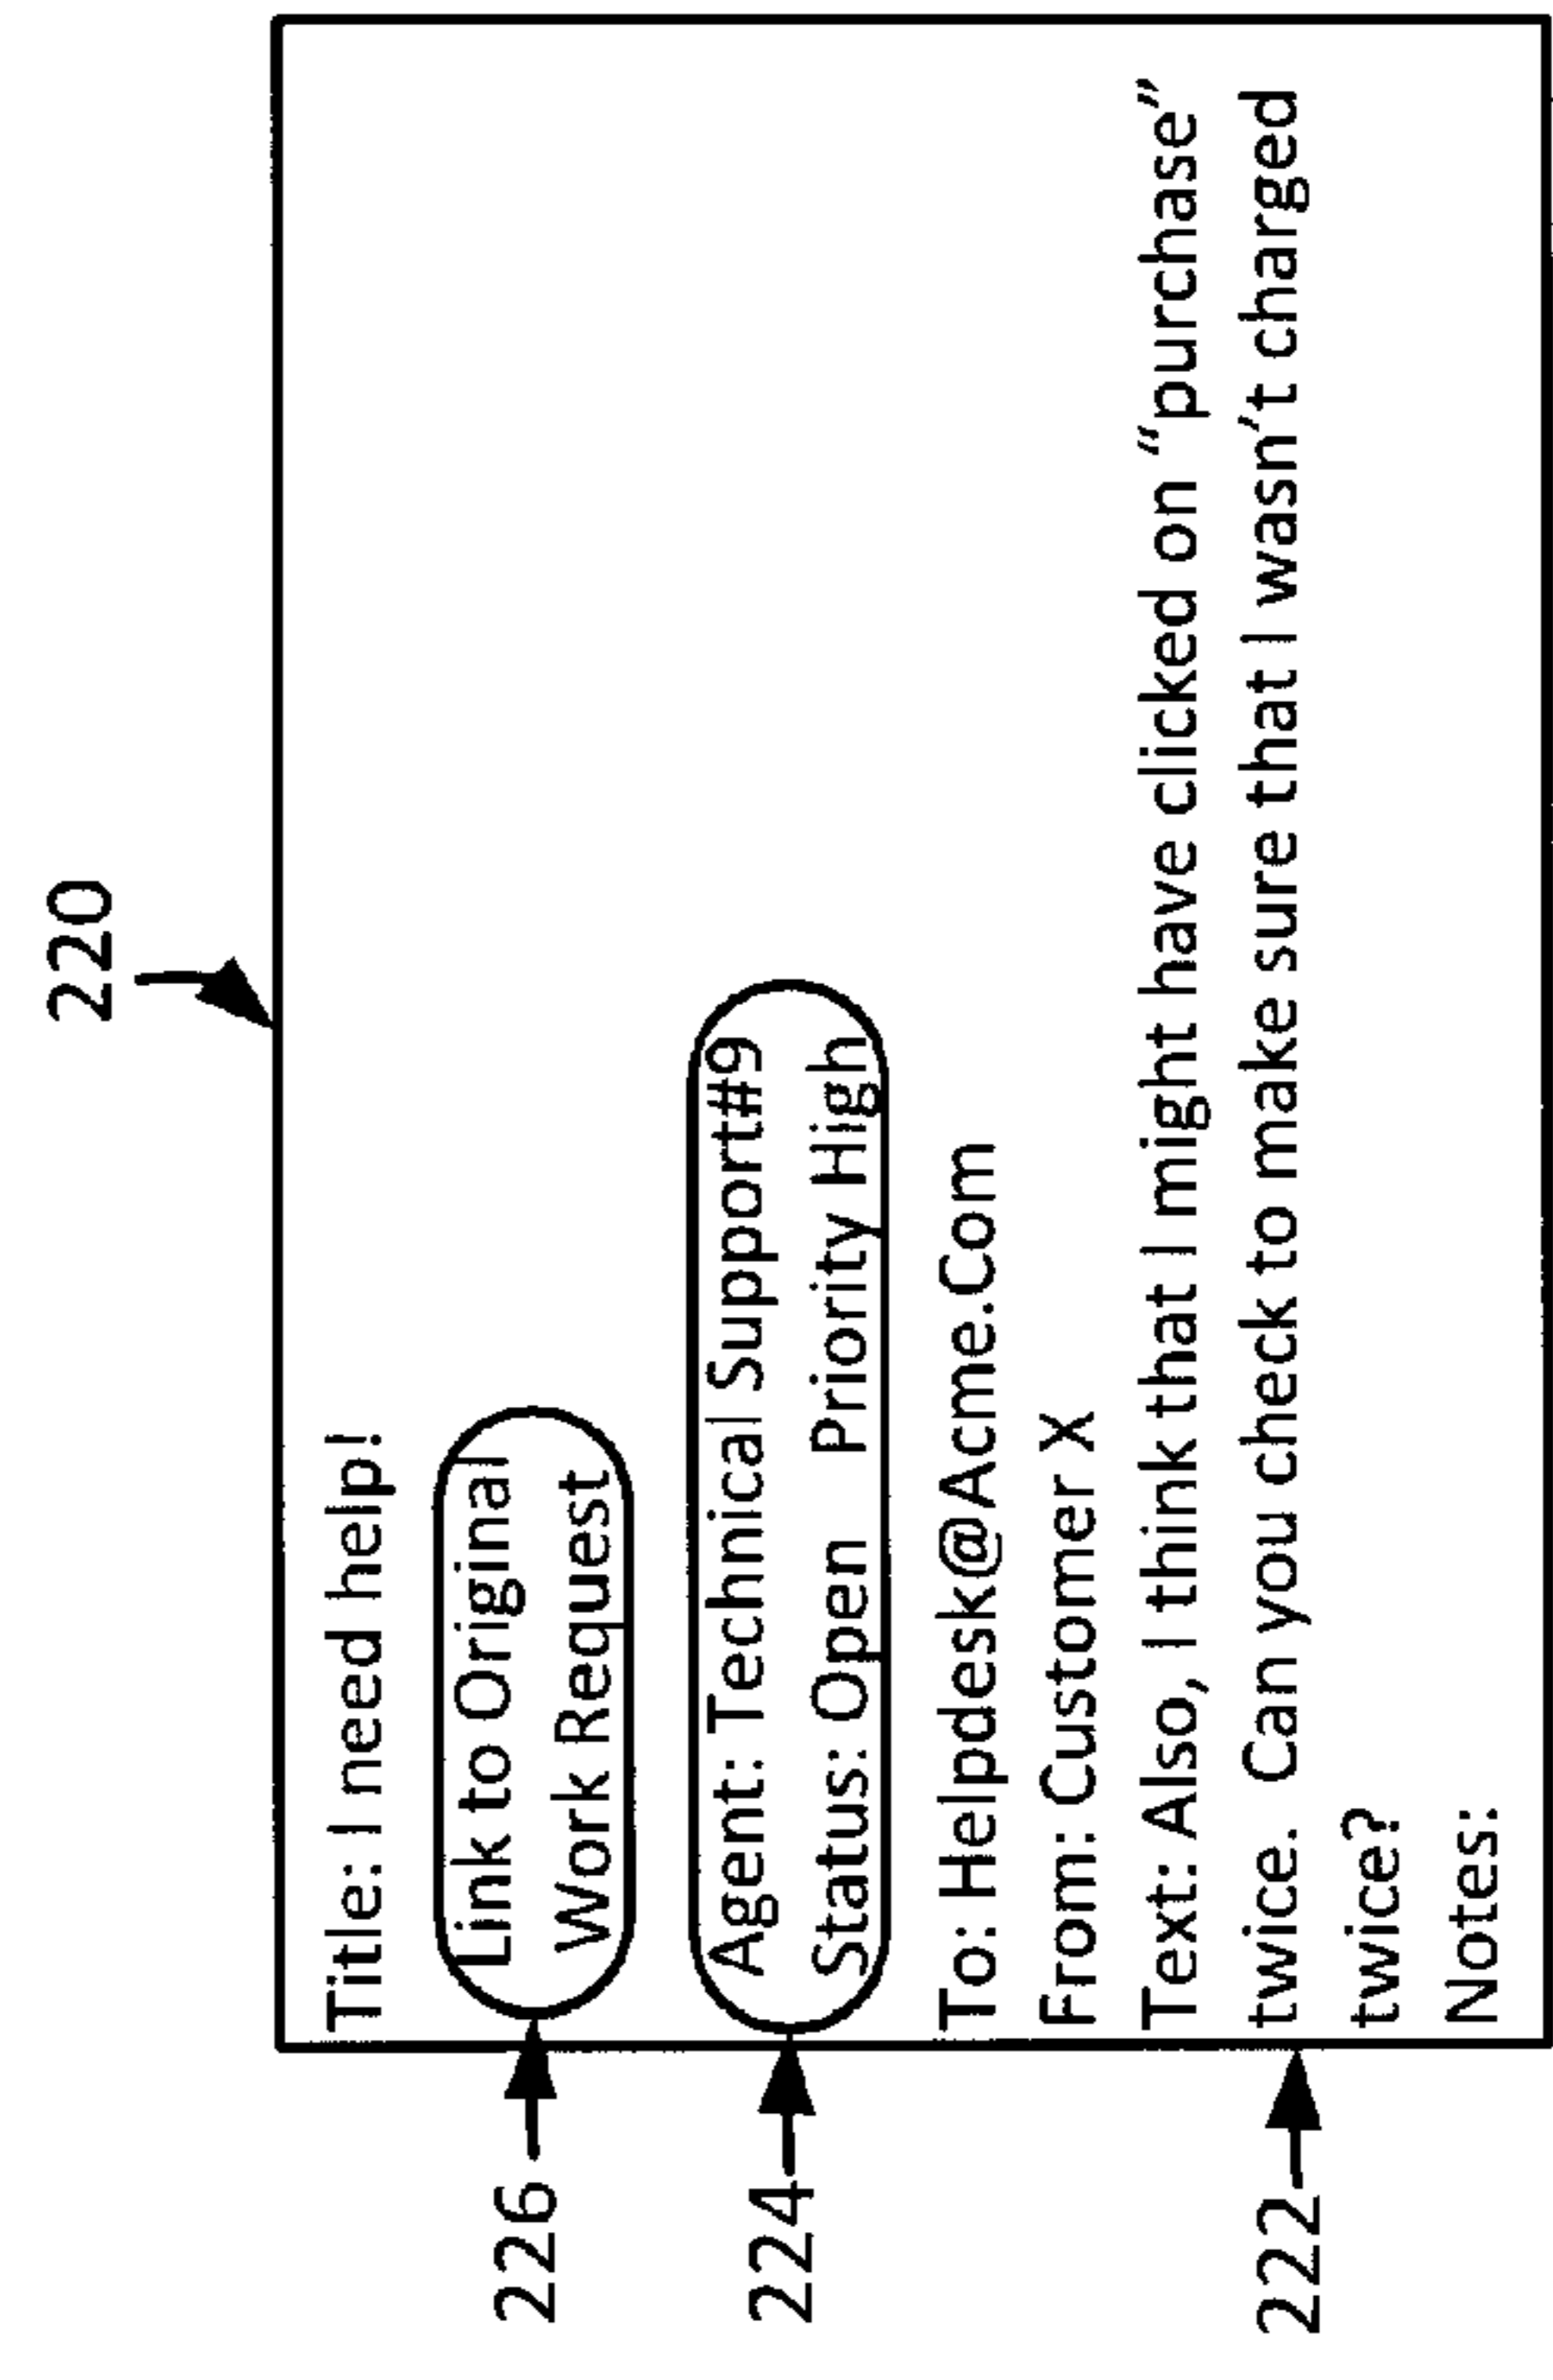 220
Title: I need help!
226
Link to Original
Work Request
224
Agent: Technical Support#9
Status: Open Priority High
To: Helpdesk@Acme.Com
From: Customer X
Text: Also, I think that I might have clicked on “purchase”
222
twice. Can you check to make sure that I wasn’t charged
twice?
Notes: